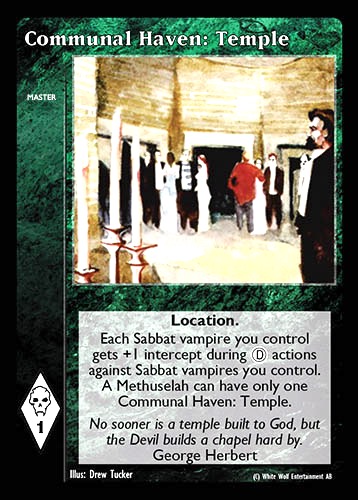 Communal Haven: Temple
MASTER
Location.
Each Sabbat vampire you control
gets +1 intercept during Ⓓ actions
against Sabbat vampires you control.
A Methuselah can have only one
Communal Haven: Temple.
No sooner is a temple built to God, but
the Devil builds a chapel hard by.
George Herbert
1
Illus: Drew Tucker
(C) White Wolf Entertainment AB